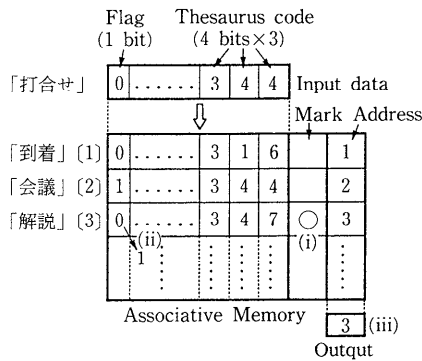 Flag Thesaurus code
(1 bit) (4 bits×3)
「打合せ」 0 ...... 3 4 4 Input data
Mark Address
「到着」〔1〕 0 ...... 3 1 6 1
「会議」〔2〕 1 ...... 3 4 4 2
「解説」〔3〕 0 ...... 3 4 7 ○ 3
(ii) (i)
1
Associative Memory 3 (iii)
Outqut